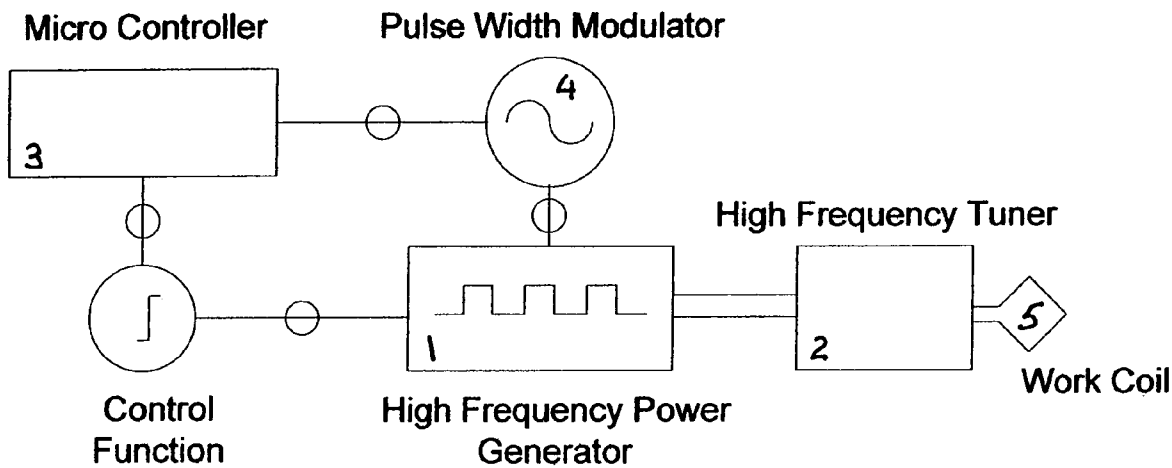 Micro Controller
Pulse Width Modulator
4
3
High Frequency Tuner
5
1
2
Work Coil
Control
Function
High Frequency Power
Generator